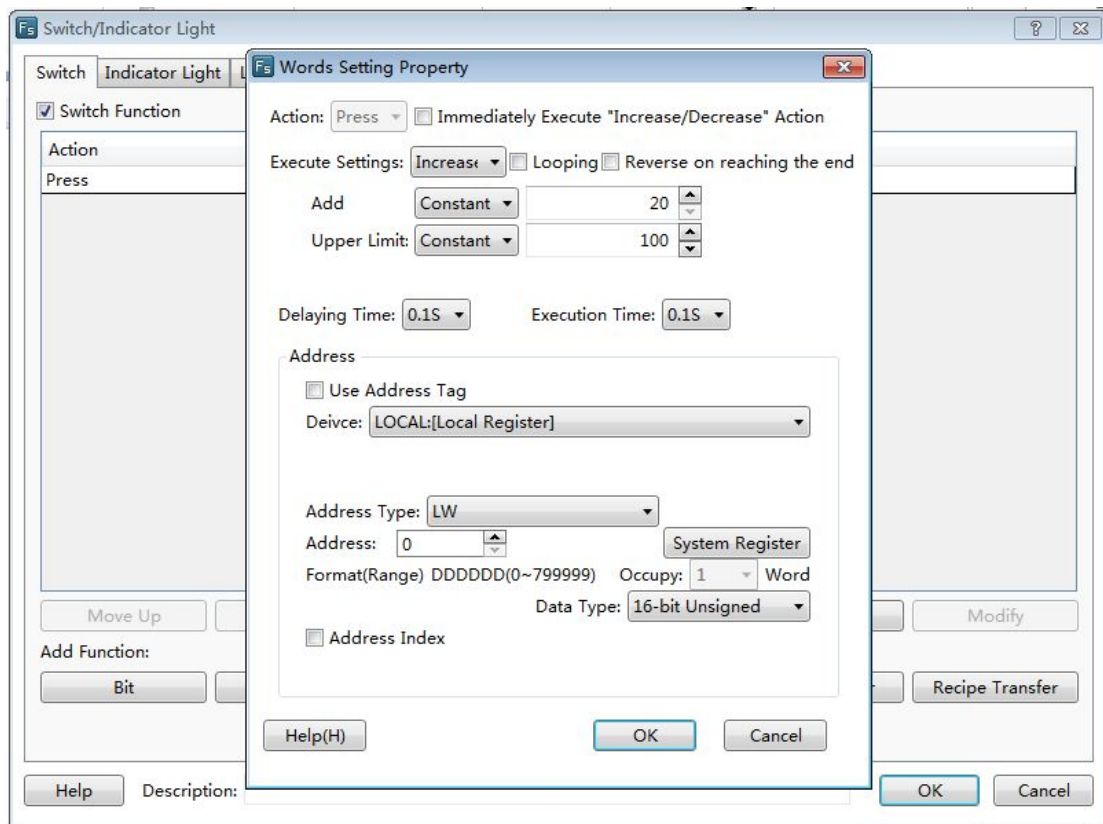 Fs Switch/Indicator Light ?
Switch Indicator Light
Switch Function
Action
Press
Fs Words Setting Property
Action: Press Immediately Execute "Increase/Decrease" Action
Execute Settings: Increase Looping Reverse on reaching the end
Add Constant 20
Upper Limit: Constant 100
Delaying Time: 0.1S Execution Time: 0.1S
Address
Use Address Tag
Deivce: LOCAL:[Local Register]
Address Type: LW
Address: 0 System Register
Format(Range) DDDDDD(0~799999) Occupy: 1 Word
Data Type: 16-bit Unsigned
Address Index
Help(H) OK Cancel
Move Up Modify
Add Function:
Bit Recipe Transfer
Help Description: OK Cancel